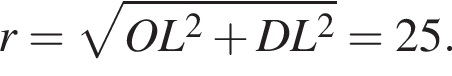 r = √(OL² + DL²) = 25.